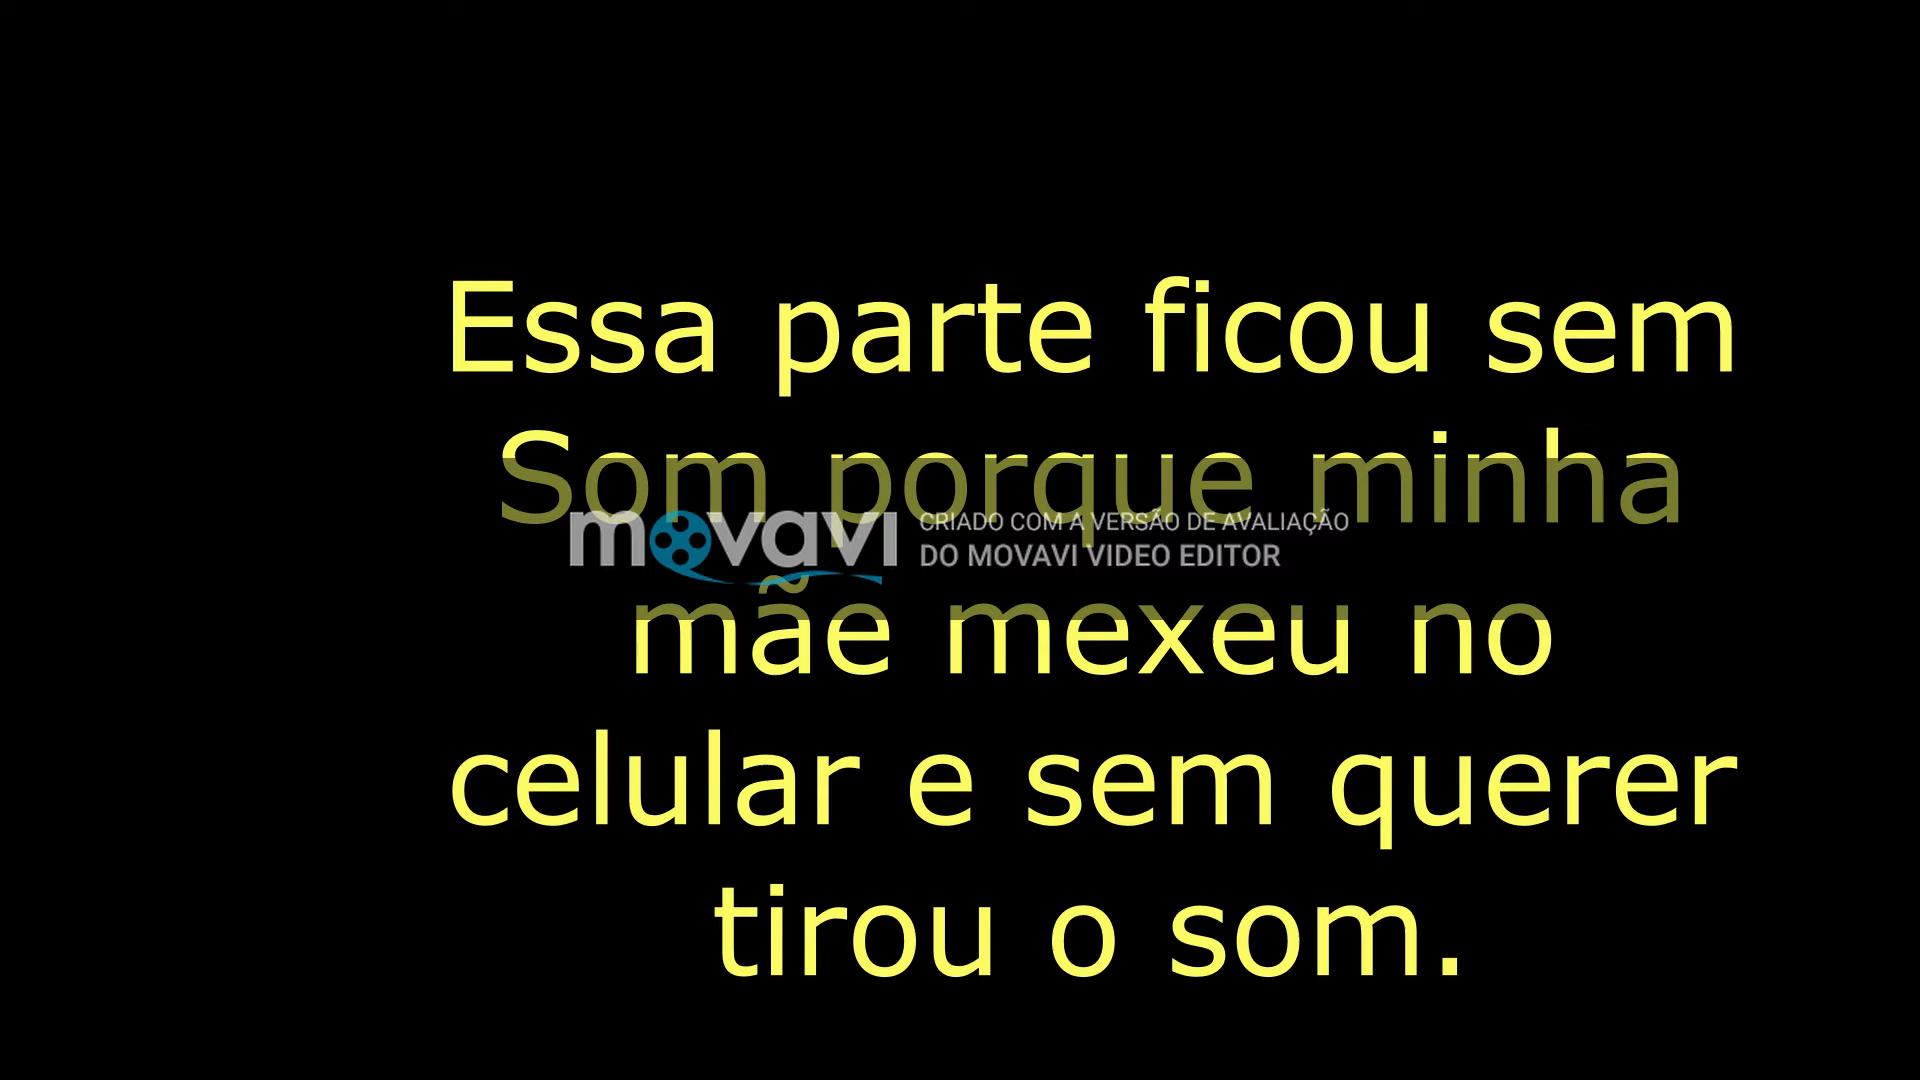 Essa parte ficou sem
Som porque minha
movavi CRIADO COM A VERSÃO DE AVALIAÇÃO
DO MOVAVI VIDEO EDITOR
mãe mexeu no
celular e sem querer
tirou o som.